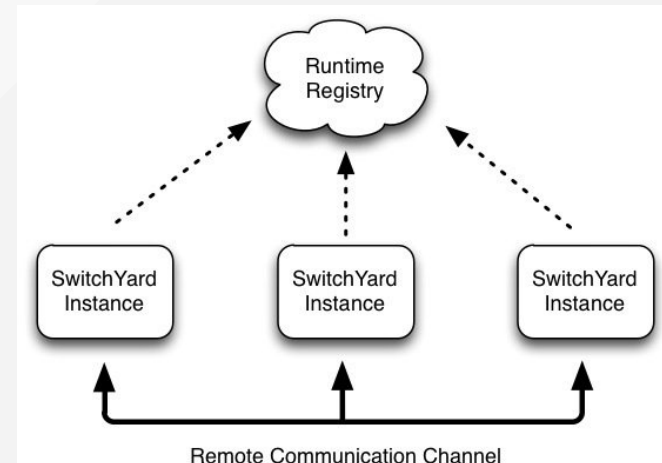 Runtime
Registry
SwitchYard
Instance
SwitchYard
Instance
SwitchYard
Instance
Remote Communication Channel